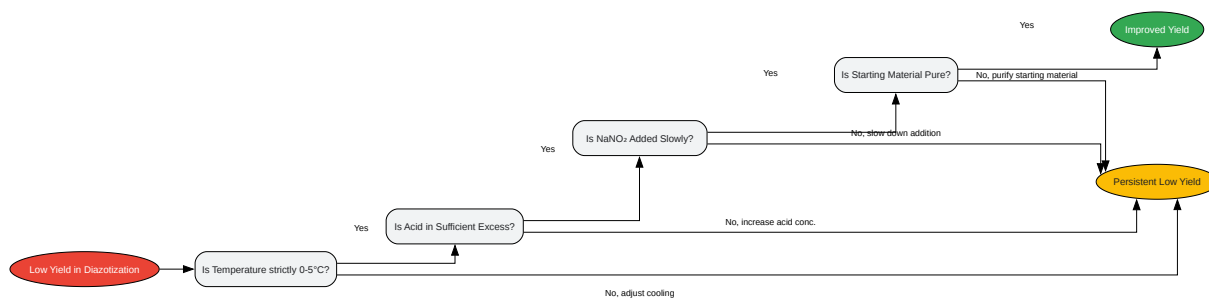 Yes
Improved Yield
Yes
Is Starting Material Pure?
No, purify starting material
Yes
Is NaNO₂ Added Slowly?
No, slow down addition
Persistent Low Yield
Yes
Is Acid in Sufficient Excess?
No, increase acid conc.
Low Yield in Diazotization
Is Temperature strictly 0-5°C?
No, adjust cooling